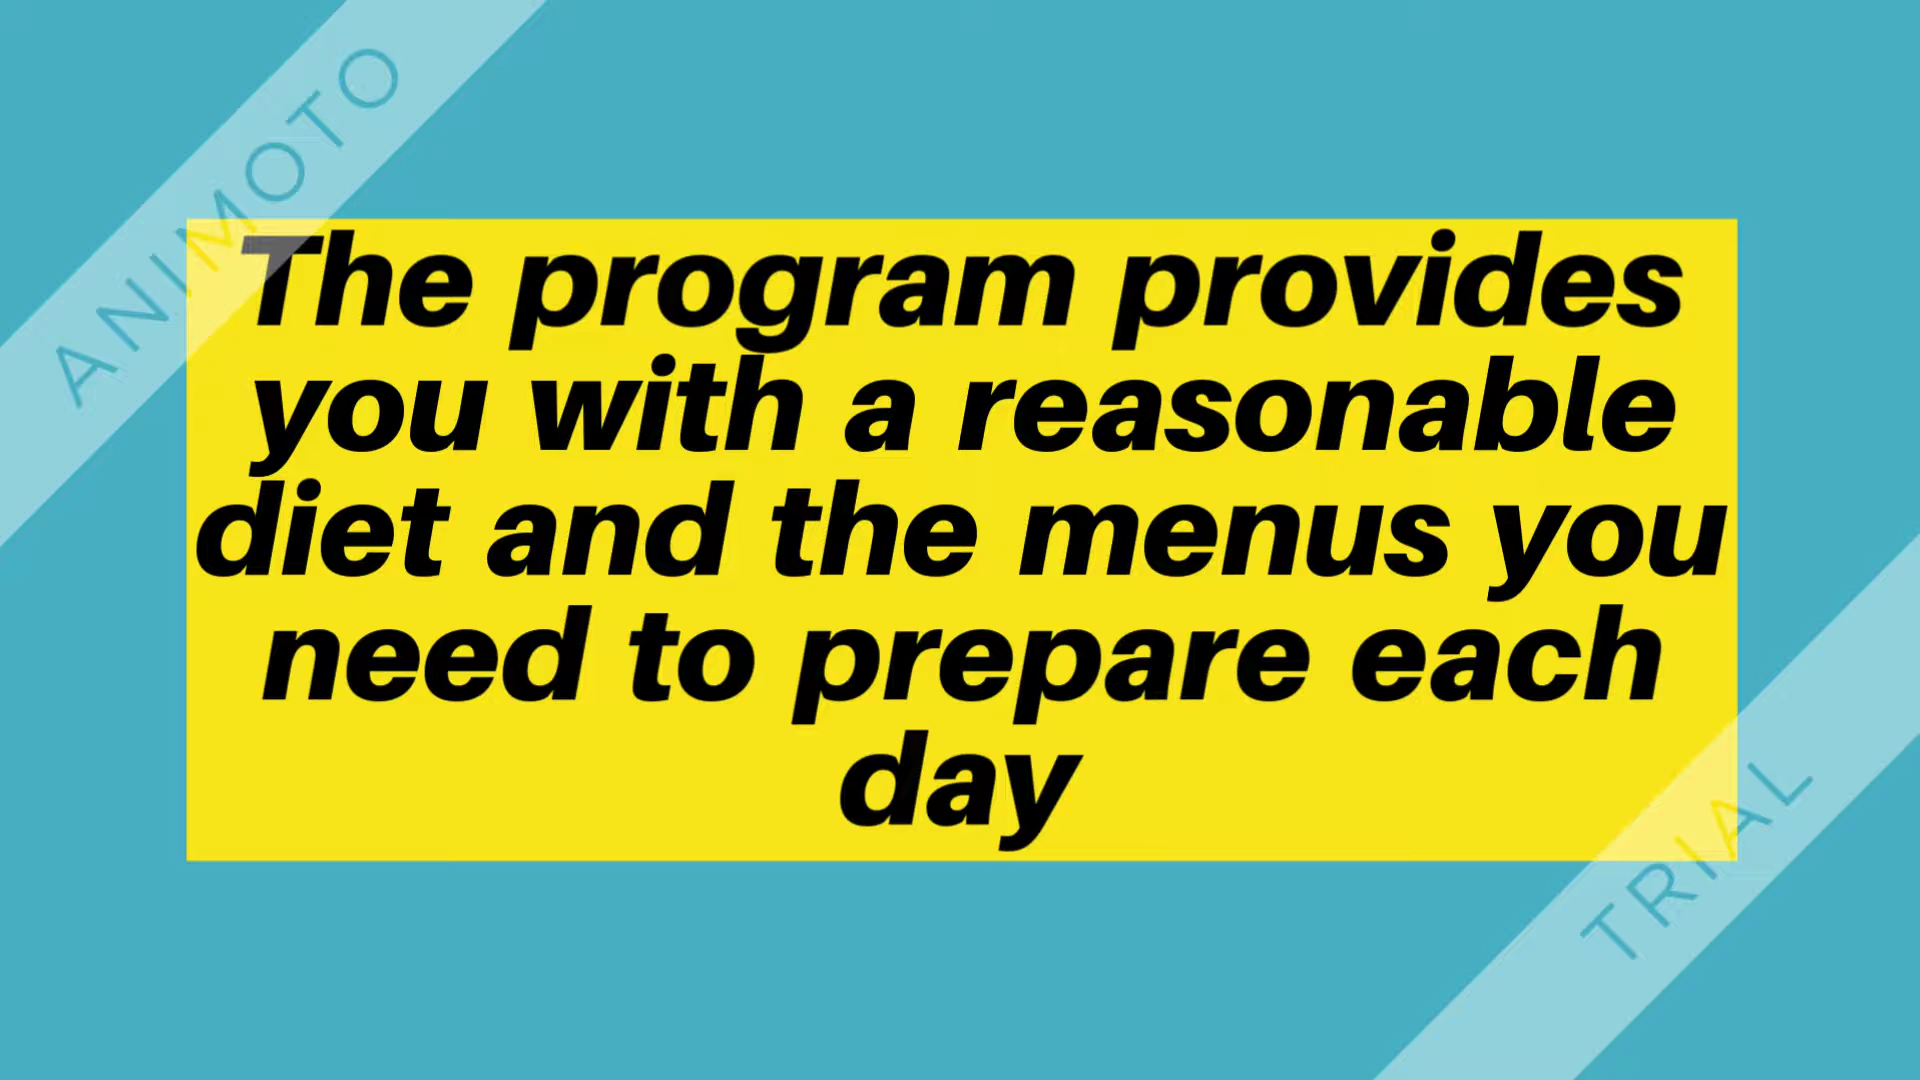 ANIMOTO
The program provides
you with a reasonable
diet and the menus you
need to prepare each
day
TRIAL